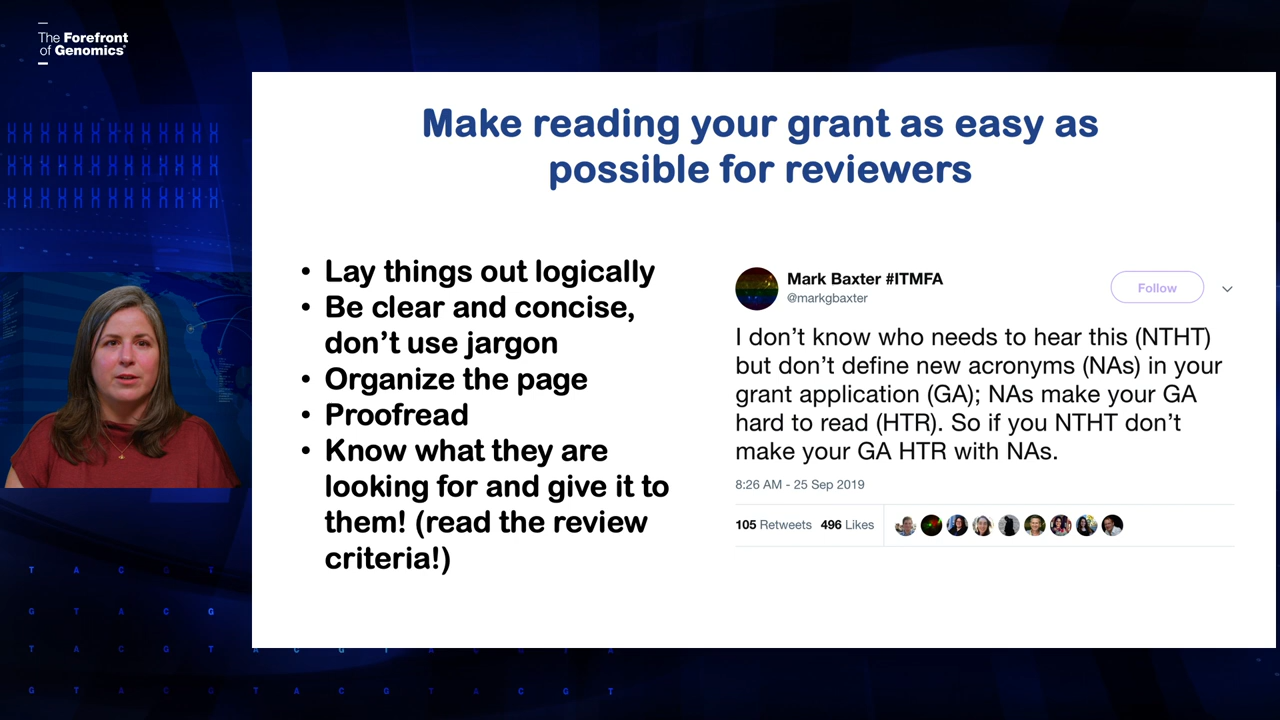 The Forefront
of Genomics
Make reading your grant as easy as
possible for reviewers
• Lay things out logically
• Be clear and concise,
don’t use jargon
• Organize the page
• Proofread
• Know what they are
looking for and give it to
them! (read the review
criteria!)
Mark Baxter #ITMFA
@markgbaxter
Follow
I don’t know who needs to hear this (NTHT)
but don’t define new acronyms (NAs) in your
grant application (GA); NAs make your GA
hard to read (HTR). So if you NTHT don’t
make your GA HTR with NAs.
8:26 AM - 25 Sep 2019
105 Retweets 496 Likes
T A C G T
G T A C G
T A C G T A C G T A C T A
G T A C G T A C G T A C G T